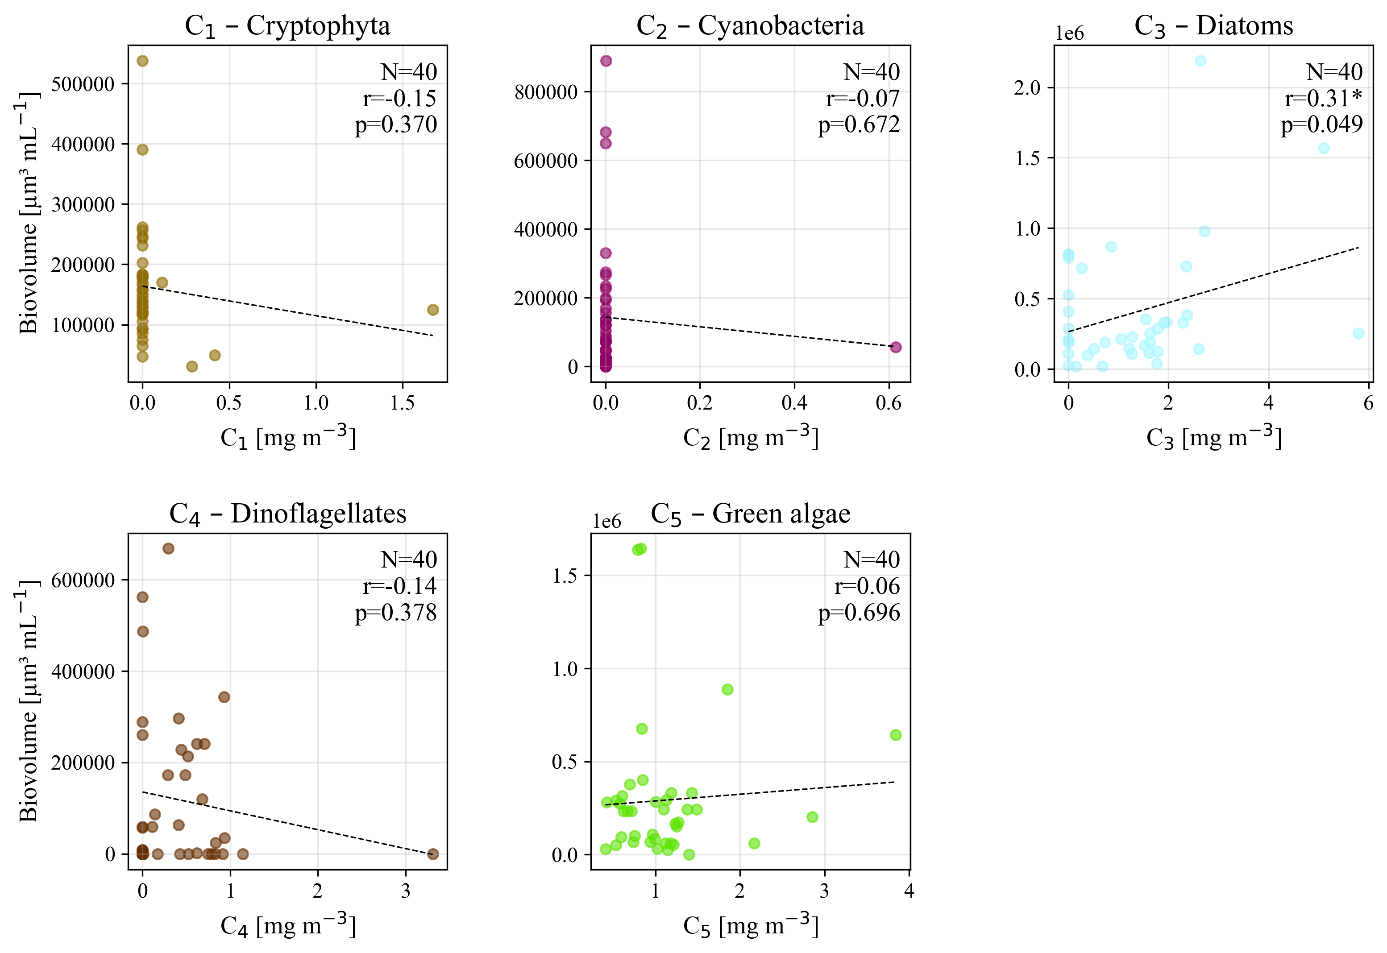 C₁ – Cryptophyta
N=40
r=-0.15
p=0.370
500000
400000
300000
200000
100000
Biovolume [µm³ mL⁻¹]
0.0 0.5 1.0 1.5
C₁ [mg m⁻³]
C₂ – Cyanobacteria
N=40
r=-0.07
p=0.672
800000
600000
400000
200000
0
0.0 0.2 0.4 0.6
C₂ [mg m⁻³]
C₃ – Diatoms
1e6
N=40
r=0.31*
p=0.049
2.0
1.5
1.0
0.5
0.0
0 2 4 6
C₃ [mg m⁻³]
C₄ – Dinoflagellates
N=40
r=-0.14
p=0.378
600000
400000
200000
0
Biovolume [µm³ mL⁻¹]
0 1 2 3
C₄ [mg m⁻³]
C₅ – Green algae
1e6
N=40
r=0.06
p=0.696
1.5
1.0
0.5
0.0
1 2 3 4
C₅ [mg m⁻³]